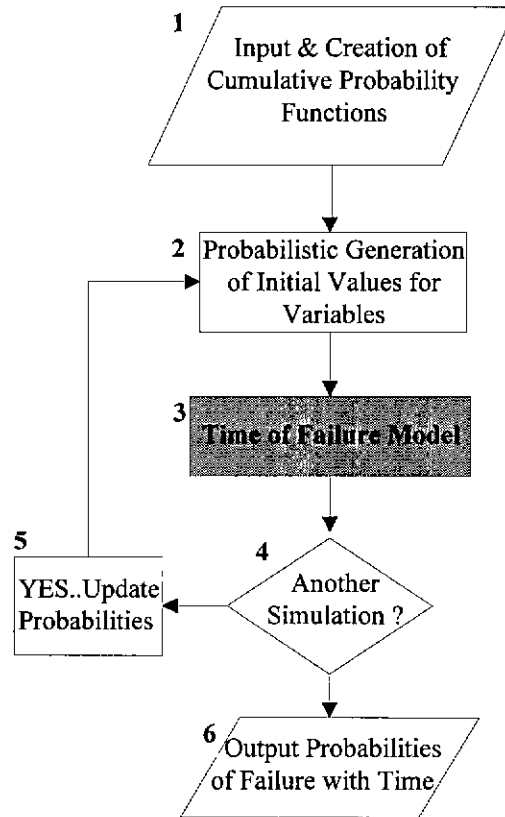 1
Input & Creation of
Cumulative Probability
Functions
2
Probabilistic Generation
of Initial Values for
Variables
3
Time of Failure Model
4
Another
Simulation ?
5
YES..Update
Probabilities
6
Output Probabilities
of Failure with Time